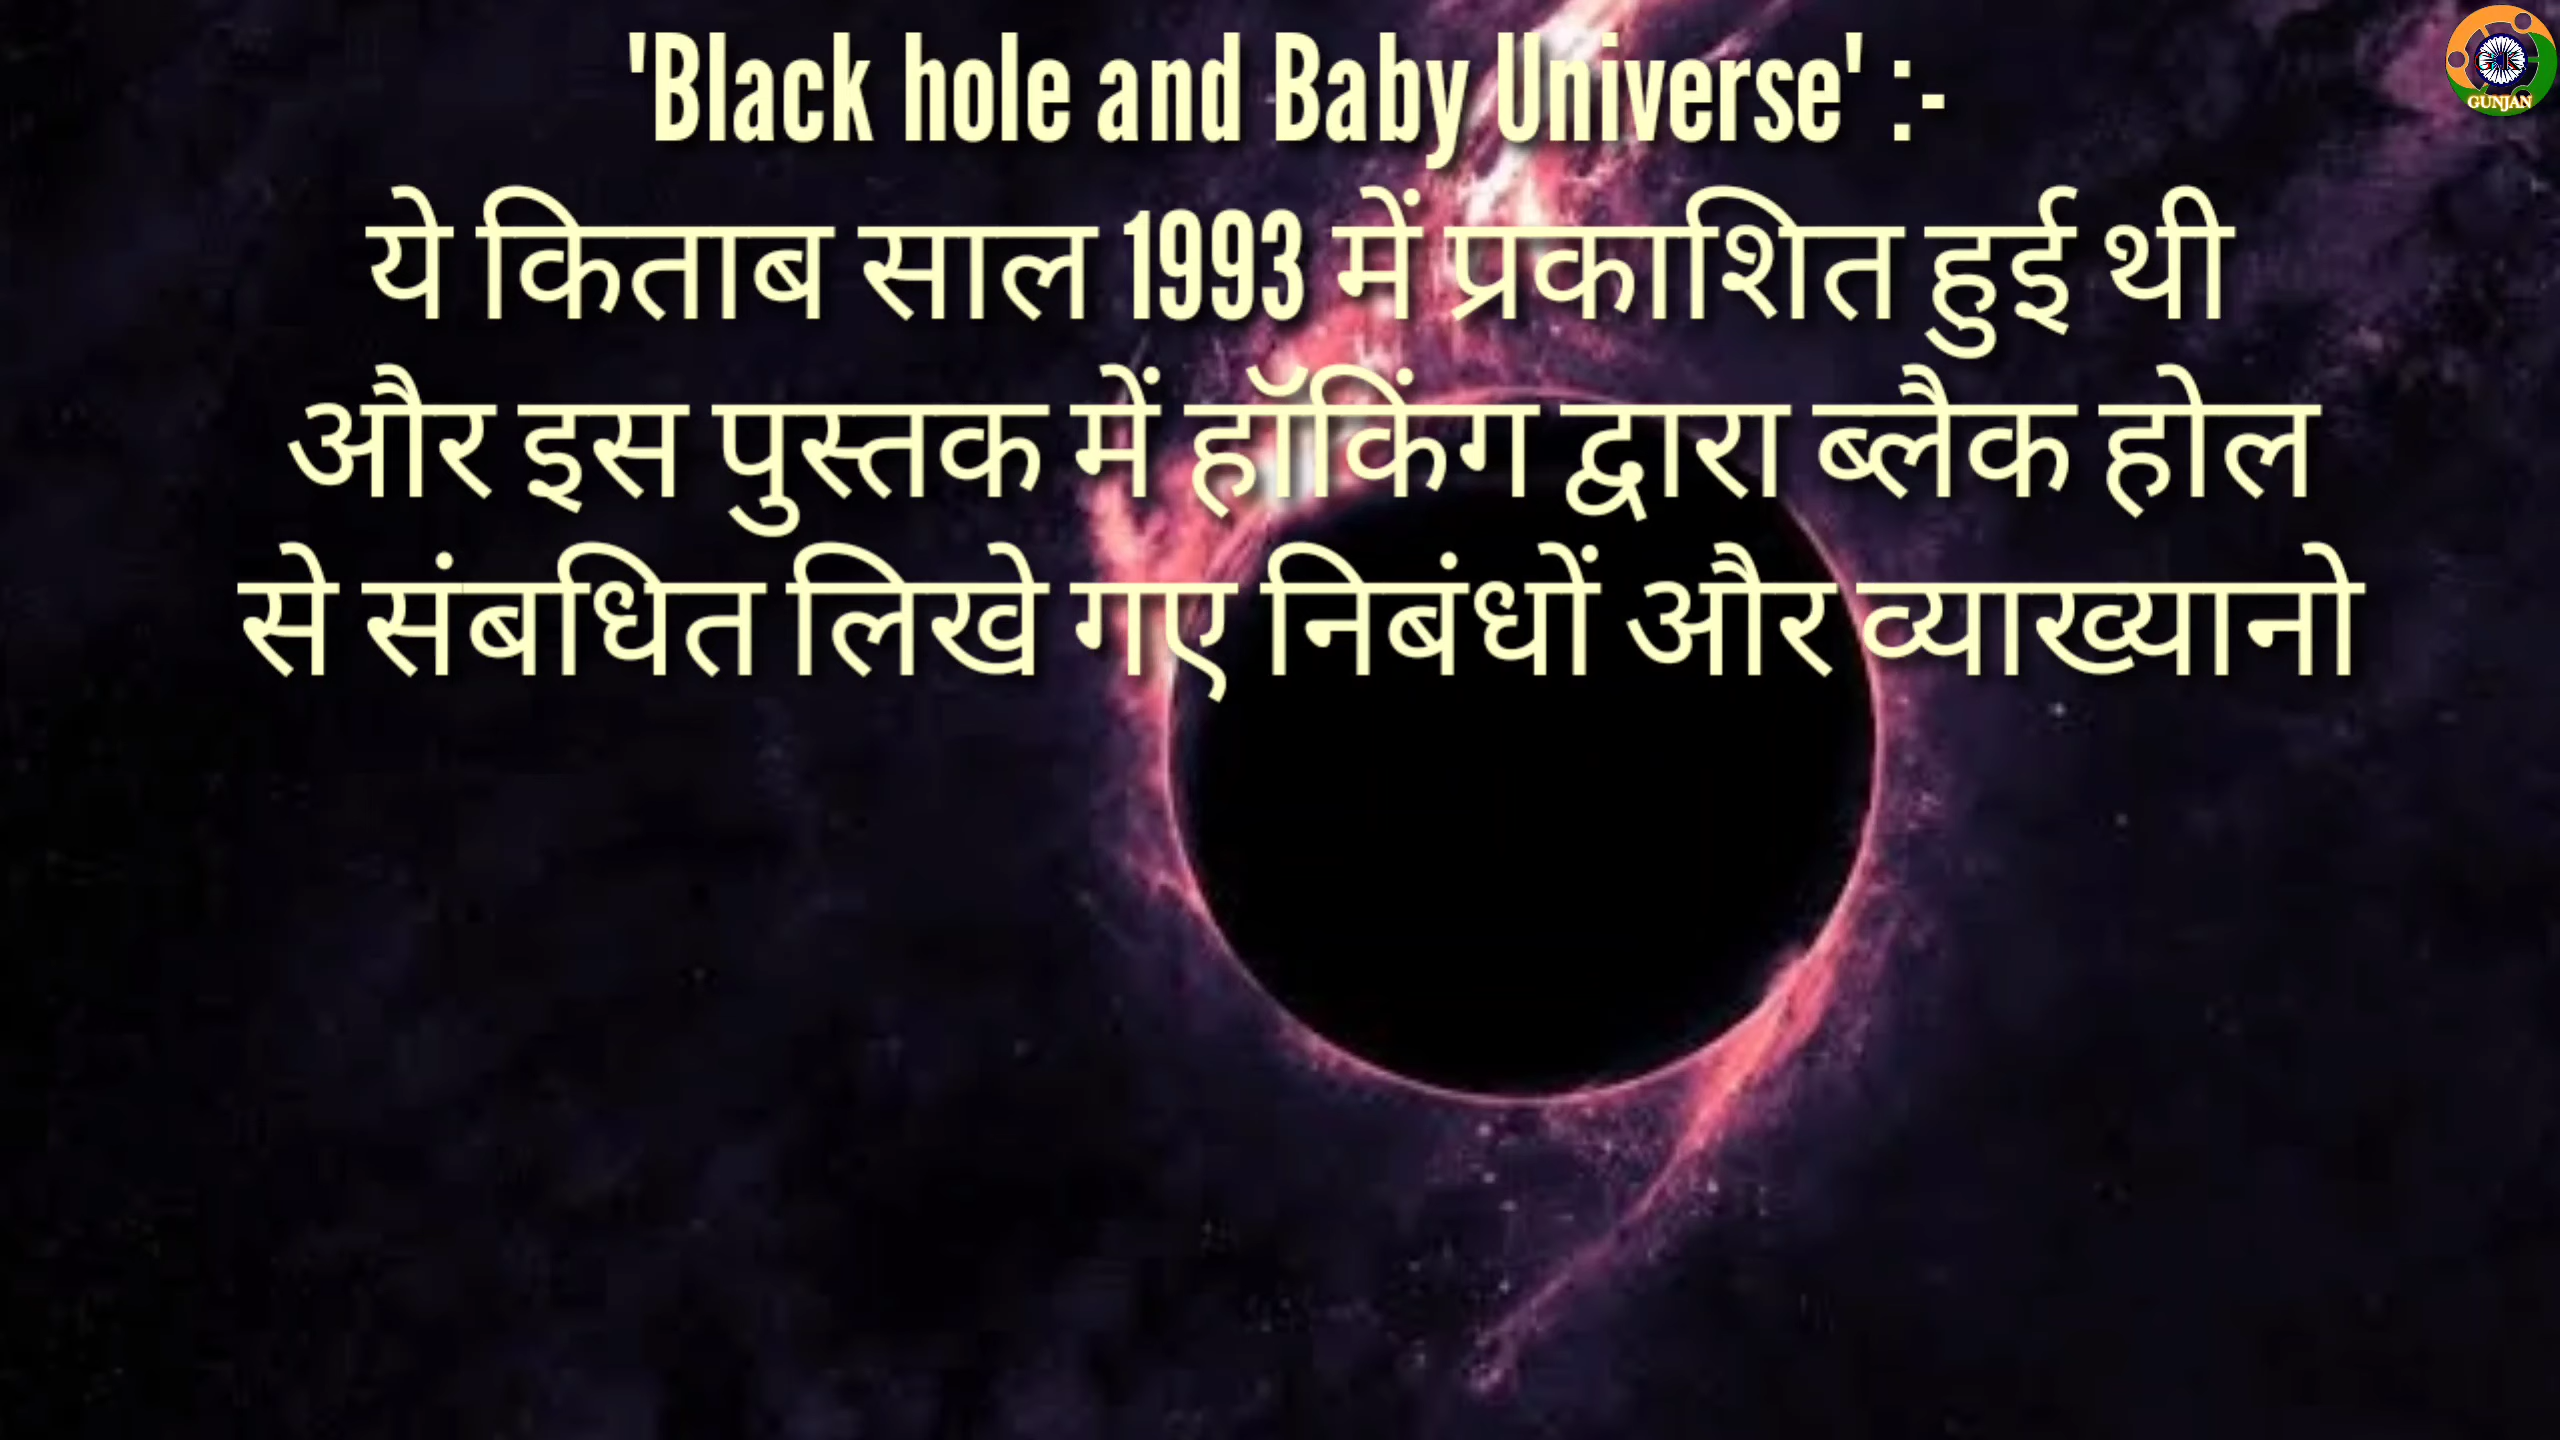 'Black hole and Baby Universe' :-
ये किताब साल 1993 में प्रकाशित हुई थी
और इस पुस्तक में हॉकिंग द्वारा ब्लैक होल
से संबधित लिखे गए निबंधों और व्याख्यानो
GUNJAN